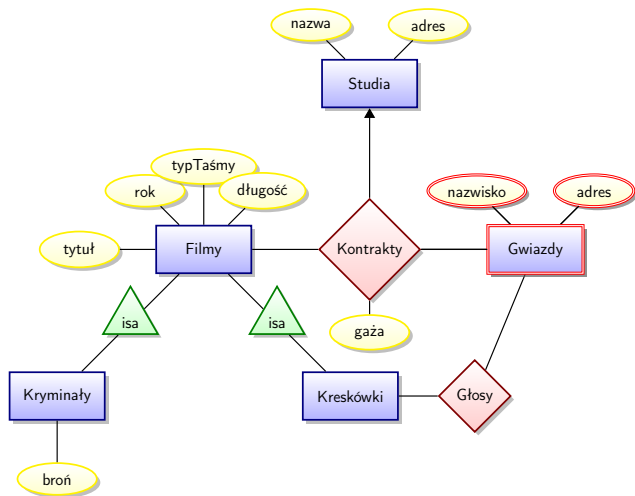 nazwa
adres
Studia
typTaśmy
rok
długość
nazwisko
adres
tytuł
Filmy
Kontrakty
Gwiazdy
isa
isa
gaża
Kryminały
Kreskówki
Głosy
broń